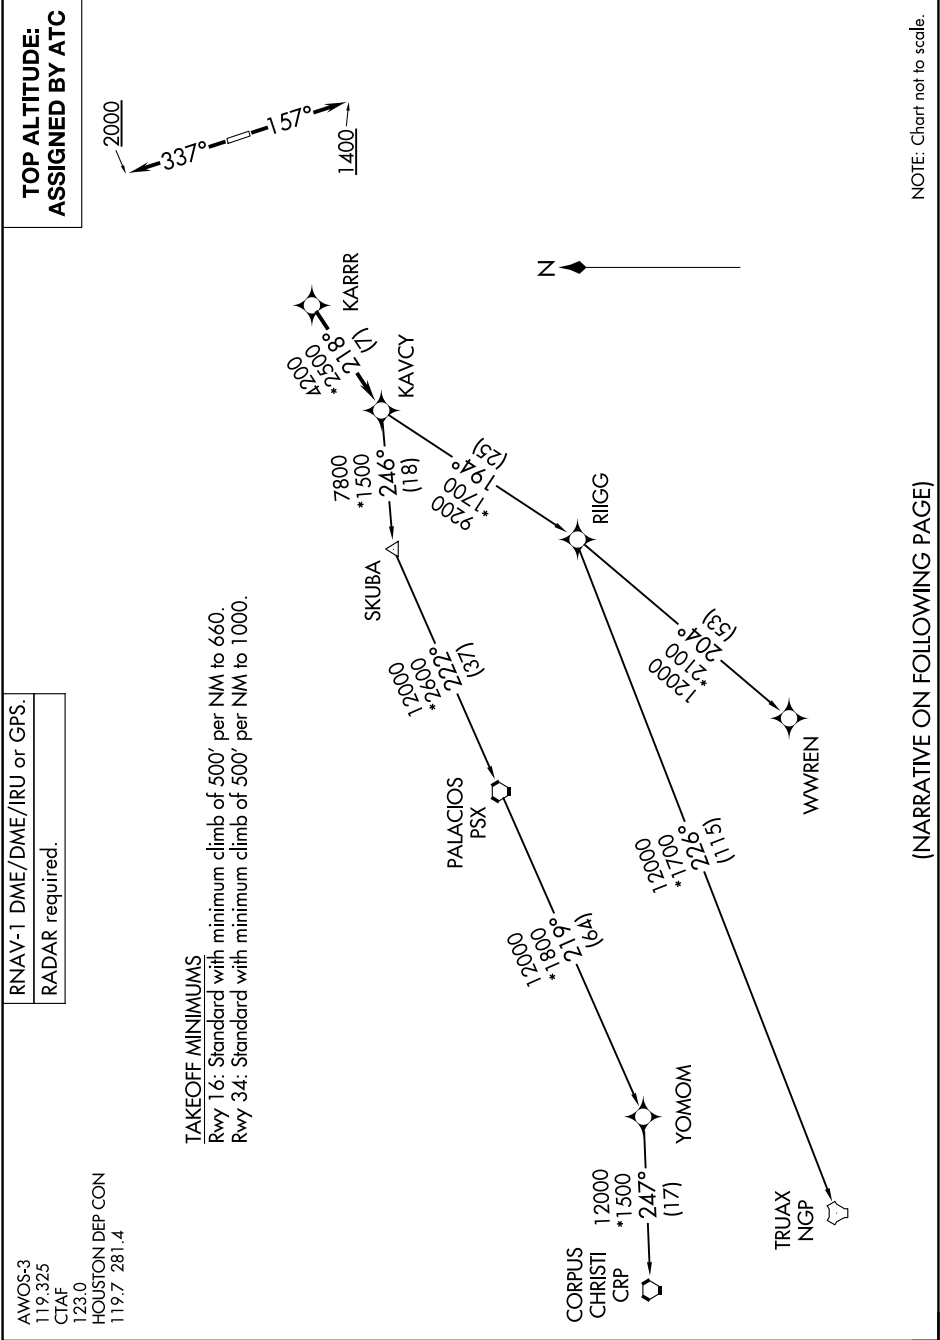 AWOS-3
119.325
CTAF
123.0
HOUSTON DEP CON
119.7 281.4
RNAV-1 DME/DME/IRU or GPS.
RADAR required.
TOP ALTITUDE:
ASSIGNED BY ATC
TAKEOFF MINIMUMS
Rwy 16: Standard with minimum climb of 500' per NM to 660.
Rwy 34: Standard with minimum climb of 500' per NM to 1000.
2000
337°
157°
1400
KARRR
4200
*2500
218°
(7)
KAVCY
7800
*1500
246°
(18)
SKUBA
9200
*1700
194°
(25)
RIIGG
N
12000
*2600
222°
(37)
PALACIOS
PSX
12000
*2100
204°
(53)
WWREN
12000
*1800
219°
(64)
12000
*1700
226°
(115)
YOMOM
12000
*1500
247°
(17)
CORPUS
CHRISTI
CRP
TRUAX
NGP
NOTE: Chart not to scale.
(NARRATIVE ON FOLLOWING PAGE)